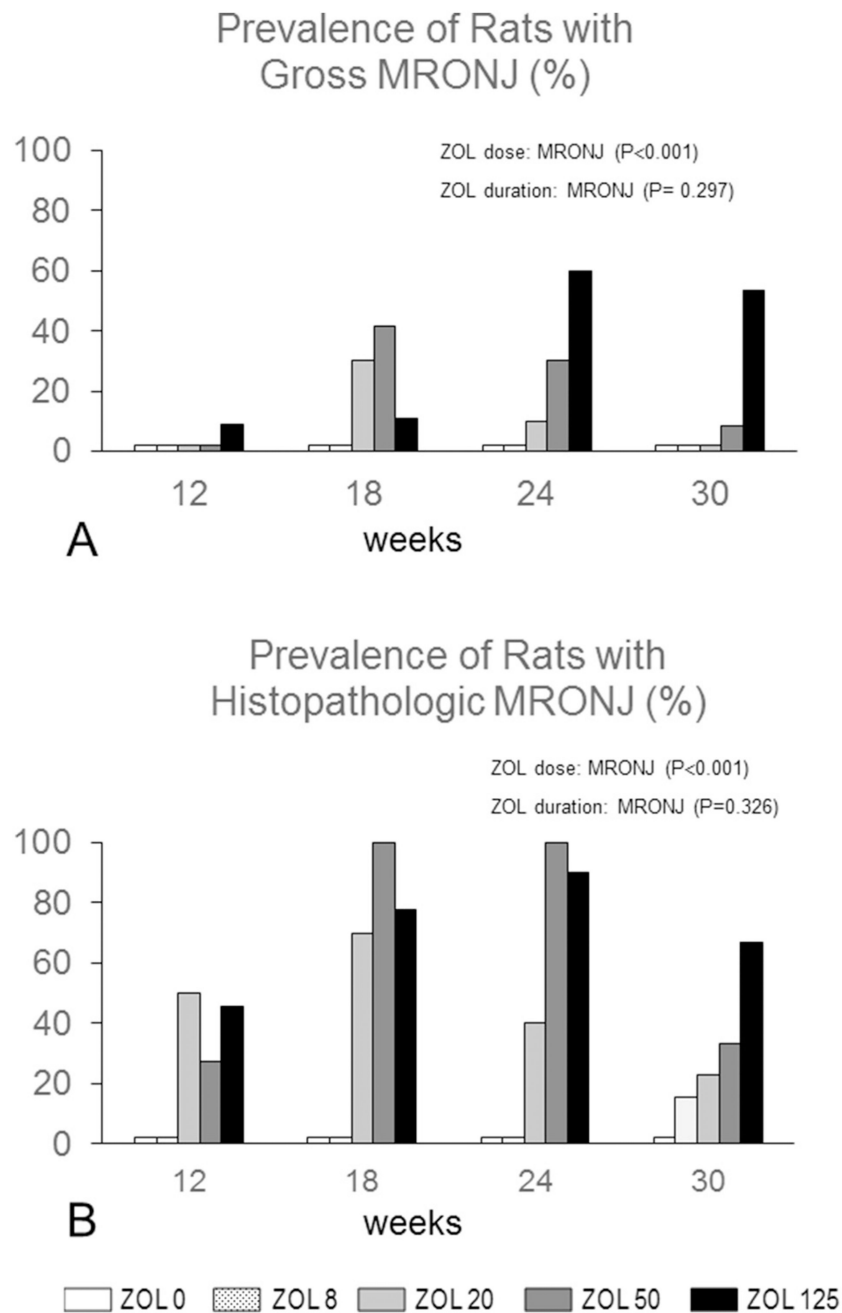 Prevalence of Rats with
Gross MRONJ (%)
ZOL dose: MRONJ (P<0.001)
ZOL duration: MRONJ (P= 0.297)
100
80
60
40
20
0
12 18 24 30
A weeks
Prevalence of Rats with
Histopathologic MRONJ (%)
ZOL dose: MRONJ (P<0.001)
ZOL duration: MRONJ (P=0.326)
100
80
60
40
20
0
12 18 24 30
B weeks
ZOL 0 ZOL 8 ZOL 20 ZOL 50 ZOL 125